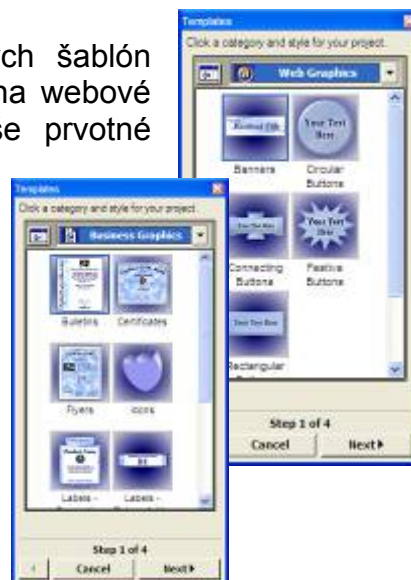 ch šablón
na webové
se prvotné
Templates
Click a category and style for your project.
Web Graphics
Your Text
Here
Banners
Circular
Buttons
Your Text
Here
Connecting
Buttons
Festive
Buttons
Your Text Here
Rectangular
Step 1 of 4
Cancel
Next
Templates
Click a category and style for your project.
Business Graphics
Bulletins
Certificates
Flyers
Icons
Labels -
Labels -
Step 1 of 4
Cancel
Next